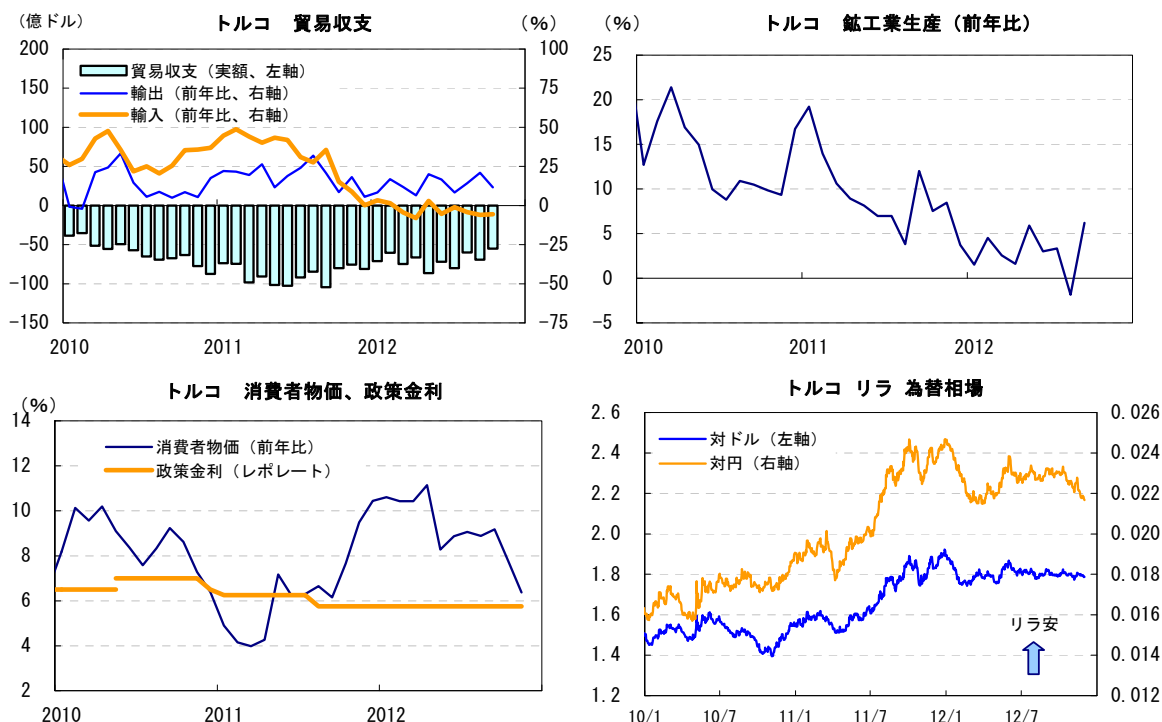 トルコ 貿易収支
（億ドル）
（%）
200
150
100
50
0
-50
-100
-150
100
75
50
25
0
-25
-50
-75
貿易収支（実額、左軸）
輸出（前年比、右軸）
輸入（前年比、右軸）
2010 2011 2012
トルコ 鉱工業生産（前年比）
（%）
25
20
15
10
5
0
-5
2010 2011 2012
トルコ 消費者物価、政策金利
（%）
14
12
10
8
6
4
2
消費者物価（前年比）
政策金利（レポレート）
2010 2011 2012
トルコ リラ 為替相場
2.6
2.4
2.2
2.0
1.8
1.6
1.4
1.2
0.026
0.024
0.022
0.020
0.018
0.016
0.014
0.012
対ドル（左軸）
対円（右軸）
リラ安
10/1 10/7 11/1 11/7 12/1 12/7